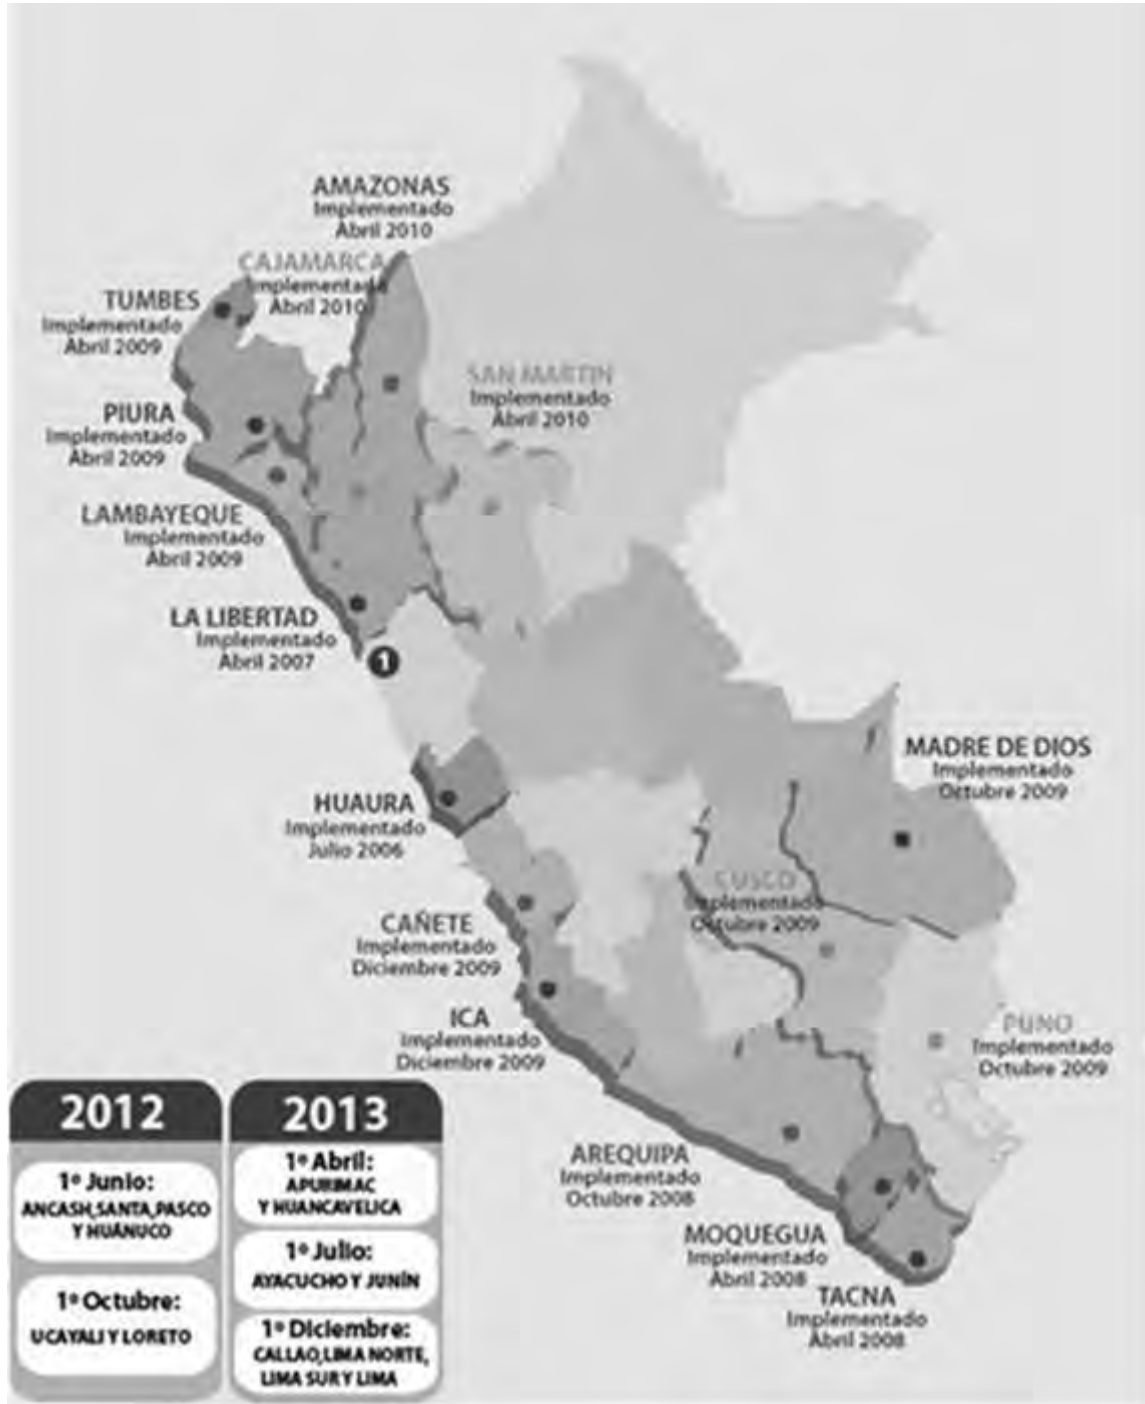 AMAZONAS
Implementado
Abril 2010
CAJAMARCA
Implementado
Abril 2010
TUMBES
Implementado
Abril 2009
SAN MARTIN
Implementado
Abril 2010
PIURA
Implementado
Abril 2009
LAMBAYEQUE
Implementado
Abril 2009
LA LIBERTAD
Implementado
Abril 2007
1
MADRE DE DIOS
Implementado
Octubre 2009
HUAURA
Implementado
Julio 2006
CUSCO
Implementado
Octubre 2009
CAÑETE
Implementado
Diciembre 2009
ICA
Implementado
Diciembre 2009
PUNO
Implementado
Octubre 2009
AREQUIPA
Implementado
Octubre 2008
MOQUEGUA
Implementado
Abril 2008
TACNA
Implementado
Abril 2008
2012
1º Junio:
ANCASH,SANTA,PASCO
Y HUÁNUCO
1º Octubre:
UCAYALI Y LORETO
2013
1º Abril:
APURIMAC
Y HUANCAVELICA
1º Julio:
AYACUCHO Y JUNÍN
1º Diciembre:
CALLAO,LIMA NORTE,
LIMA SUR Y LIMA